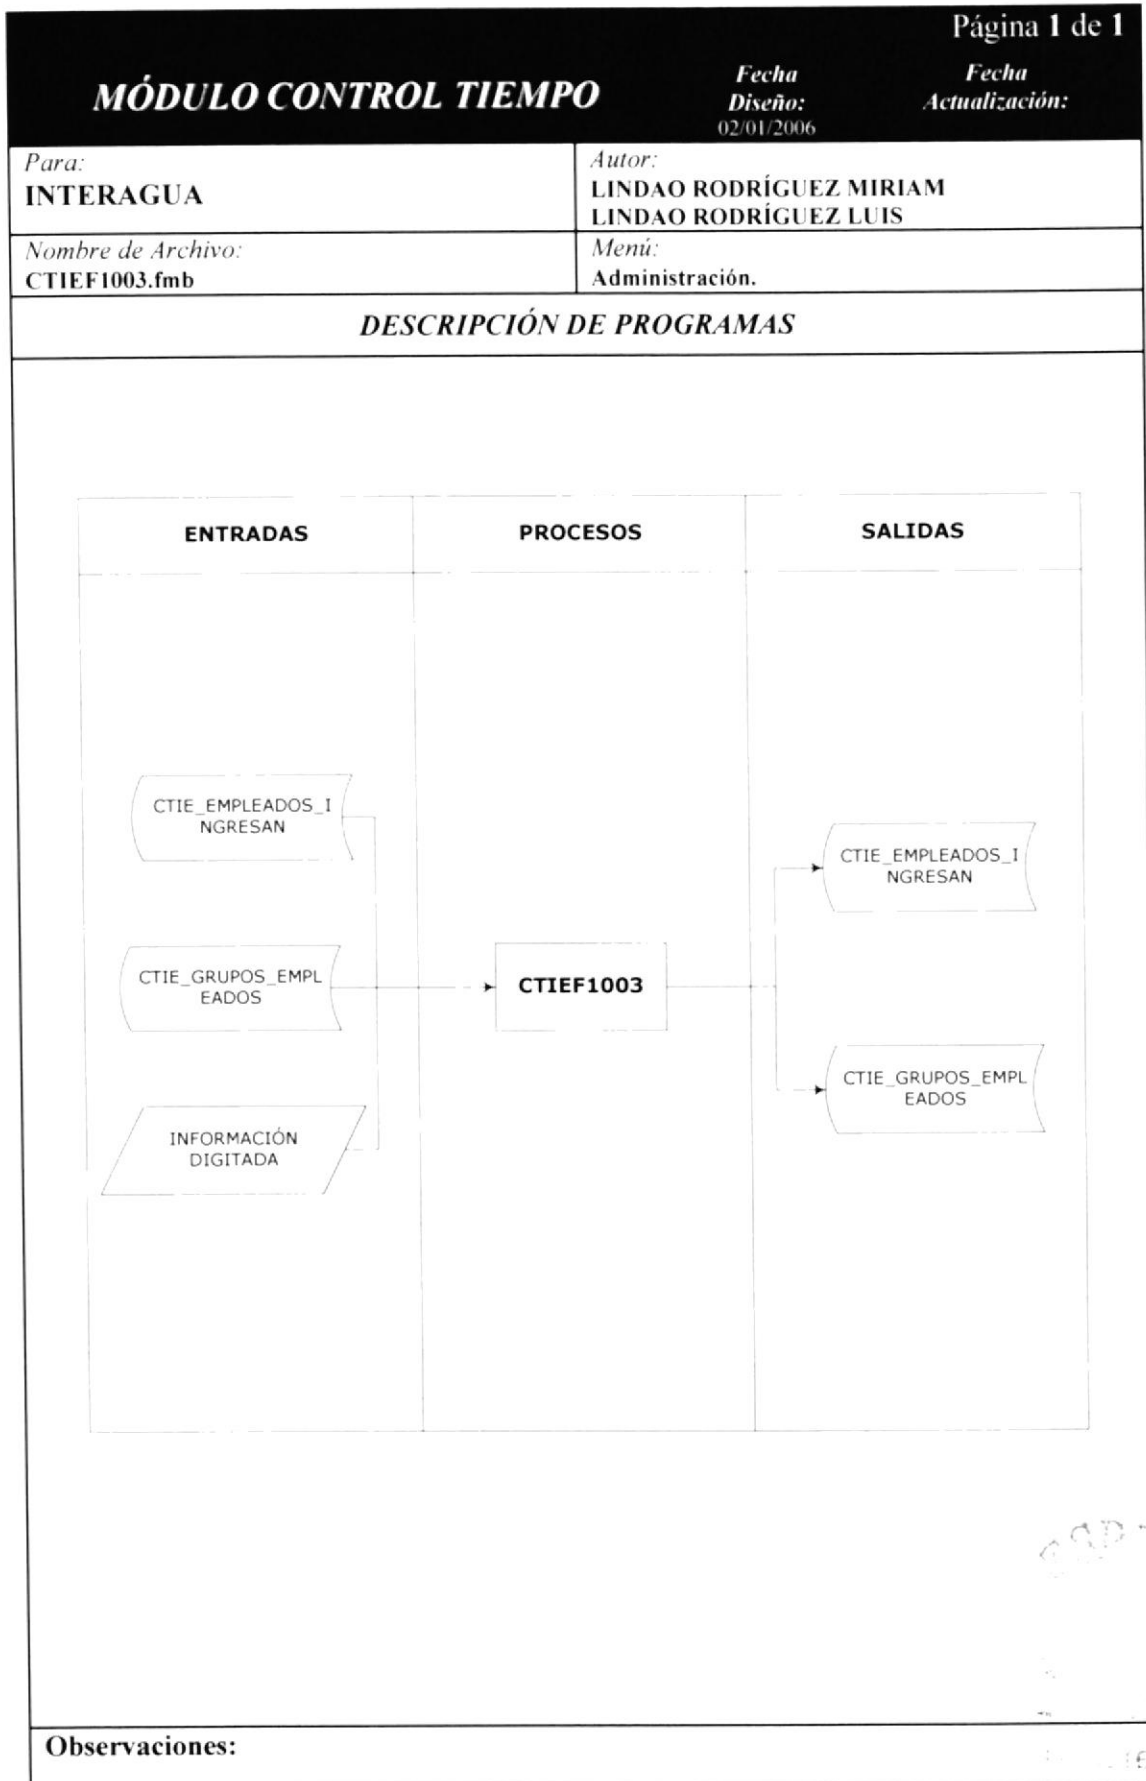 Página 1 de 1
MÓDULO CONTROL TIEMPO
Fecha
Diseño:
02/01/2006
Fecha
Actualización:
Para:
INTERAGUA
Autor:
LINDAO RODRÍGUEZ MIRIAM
LINDAO RODRÍGUEZ LUIS
Nombre de Archivo:
CTIEF1003.fmb
Menú:
Administración.
DESCRIPCIÓN DE PROGRAMAS
ENTRADAS
PROCESOS
SALIDAS
CTIE_EMPLEADOS_I
NGRESAN
CTIE_GRUPOS_EMPL
EADOS
INFORMACIÓN
DIGITADA
CTIEF1003
CTIE_EMPLEADOS_I
NGRESAN
CTIE_GRUPOS_EMPL
EADOS
Observaciones: